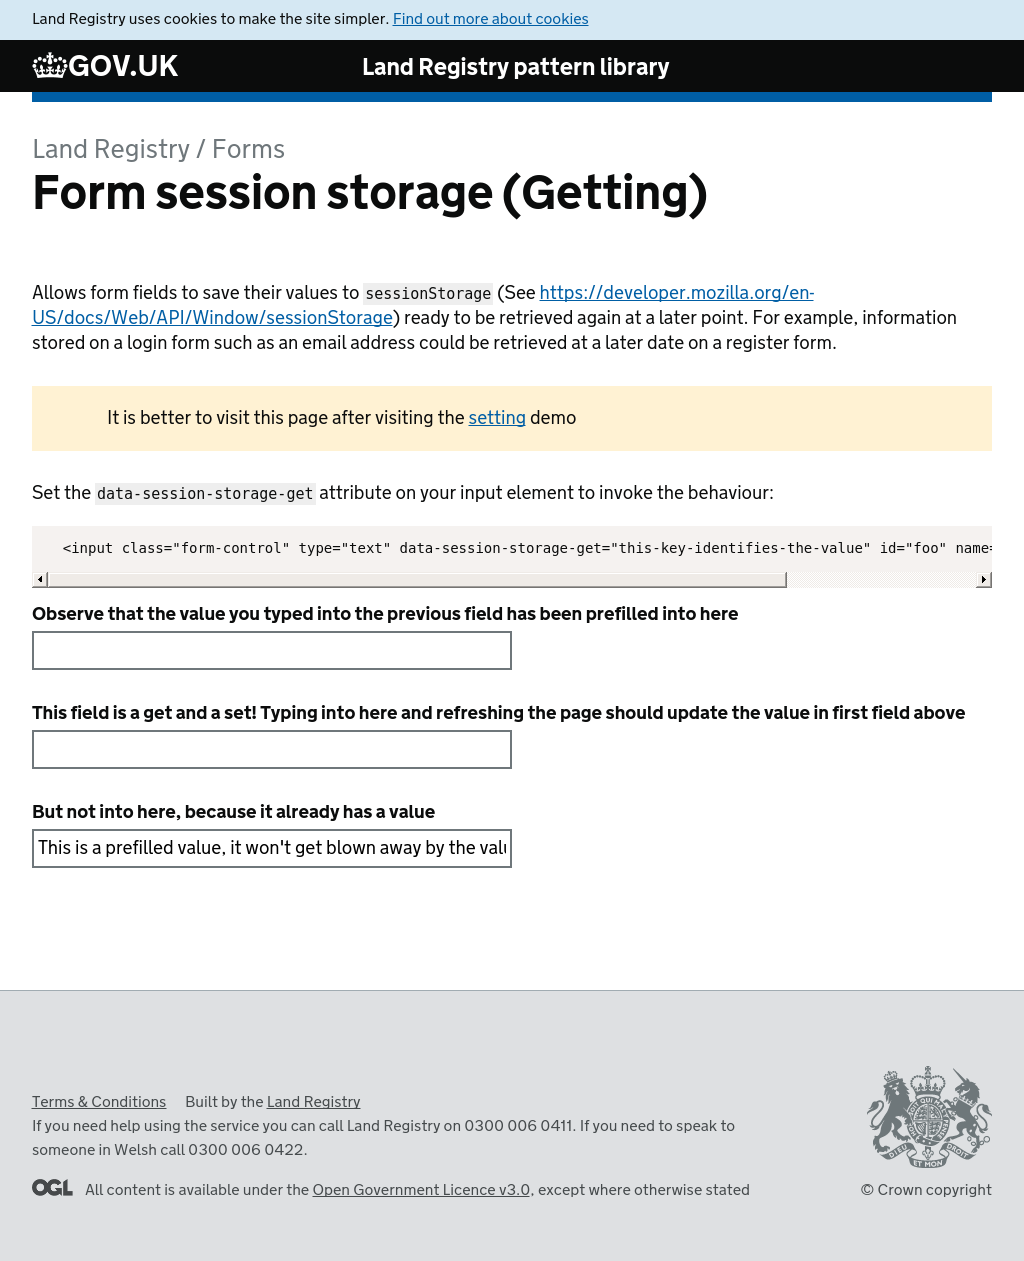 Land Registry uses cookies to make the site simpler. Find out more about cookies
GOV.UK
Land Registry pattern library
Land Registry / Forms
Form session storage (Getting)
Allows form fields to save their values to sessionStorage (See https://developer.mozilla.org/en-
US/docs/Web/API/Window/sessionStorage) ready to be retrieved again at a later point. For example, information
stored on a login form such as an email address could be retrieved at a later date on a register form.
It is better to visit this page after visiting the setting demo
Set the data-session-storage-get attribute on your input element to invoke the behaviour:
<input class="form-control" type="text" data-session-storage-get="this-key-identifies-the-value" id="foo" name=
Observe that the value you typed into the previous field has been prefilled into here
This field is a get and a set! Typing into here and refreshing the page should update the value in first field above
But not into here, because it already has a value
This is a prefilled value, it won't get blown away by the valu
Terms & Conditions Built by the Land Registry
If you need help using the service you can call Land Registry on 0300 006 0411. If you need to speak to
someone in Welsh call 0300 006 0422.
OGL All content is available under the Open Government Licence v3.0, except where otherwise stated
DIEU ET MON DROIT
© Crown copyright